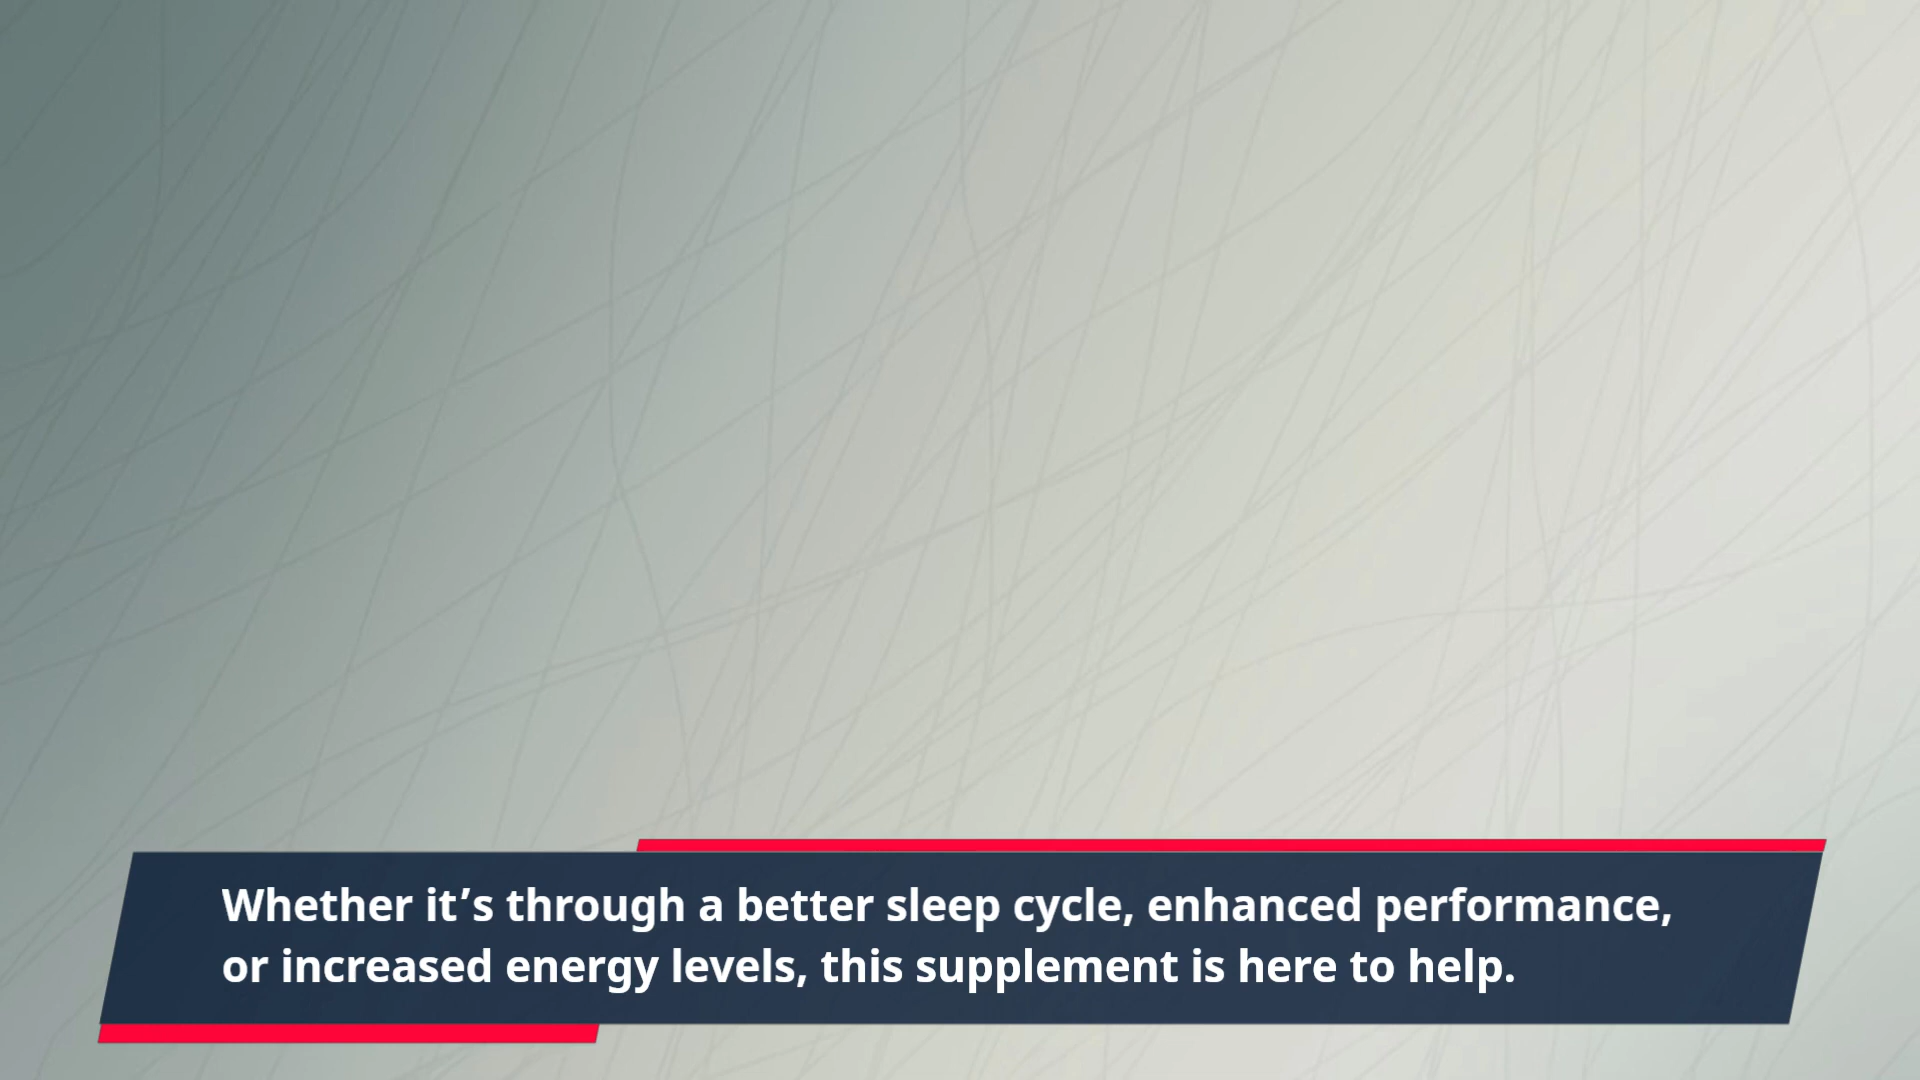 Whether it’s through a better sleep cycle, enhanced performance,
or increased energy levels, this supplement is here to help.